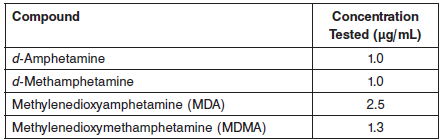 Compound Concentration Tested (µg/mL)
d-Amphetamine 1.0
d-Methamphetamine 1.0
Methylenedioxyamphetamine (MDA) 2.5
Methylenedioxymethamphetamine (MDMA) 1.3